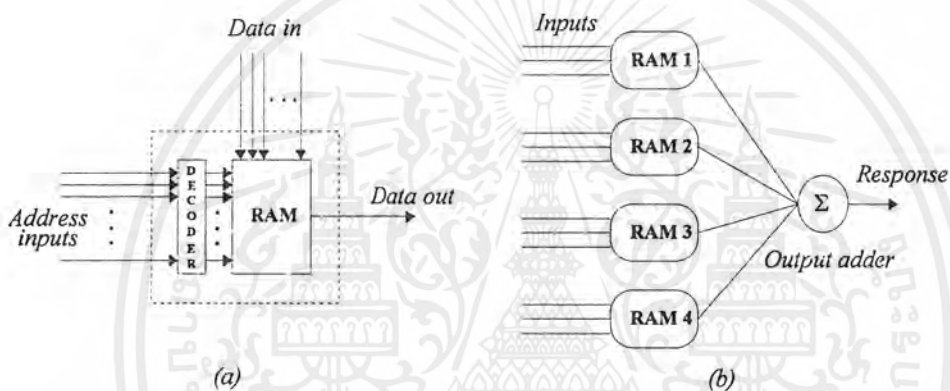 Data in
Address inputs
DECODER
RAM
Data out
(a)
Inputs
RAM 1
RAM 2
RAM 3
RAM 4
Σ
Response
Output adder
(b)